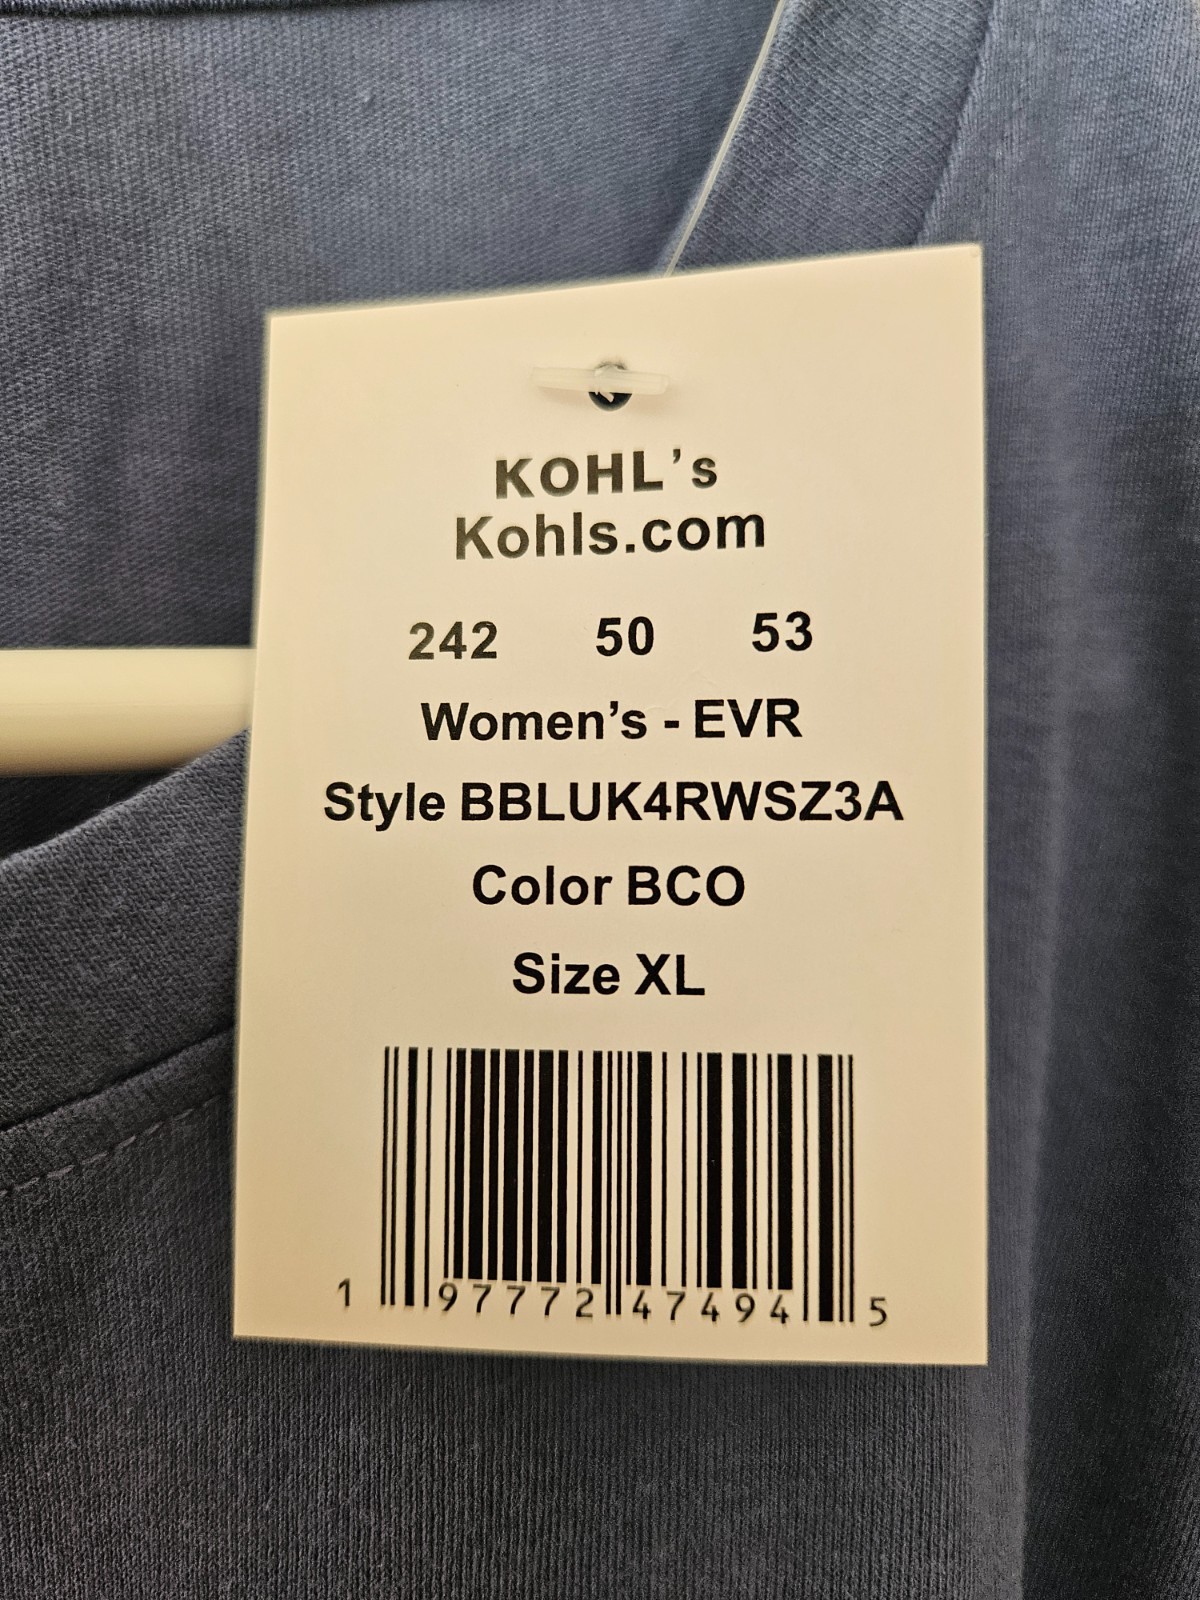 KOHL's
Kohls.com
242 50 53
Women's - EVR
Style BBLUK4RWSZ3A
Color BCO
Size XL
1 97772 47494 5